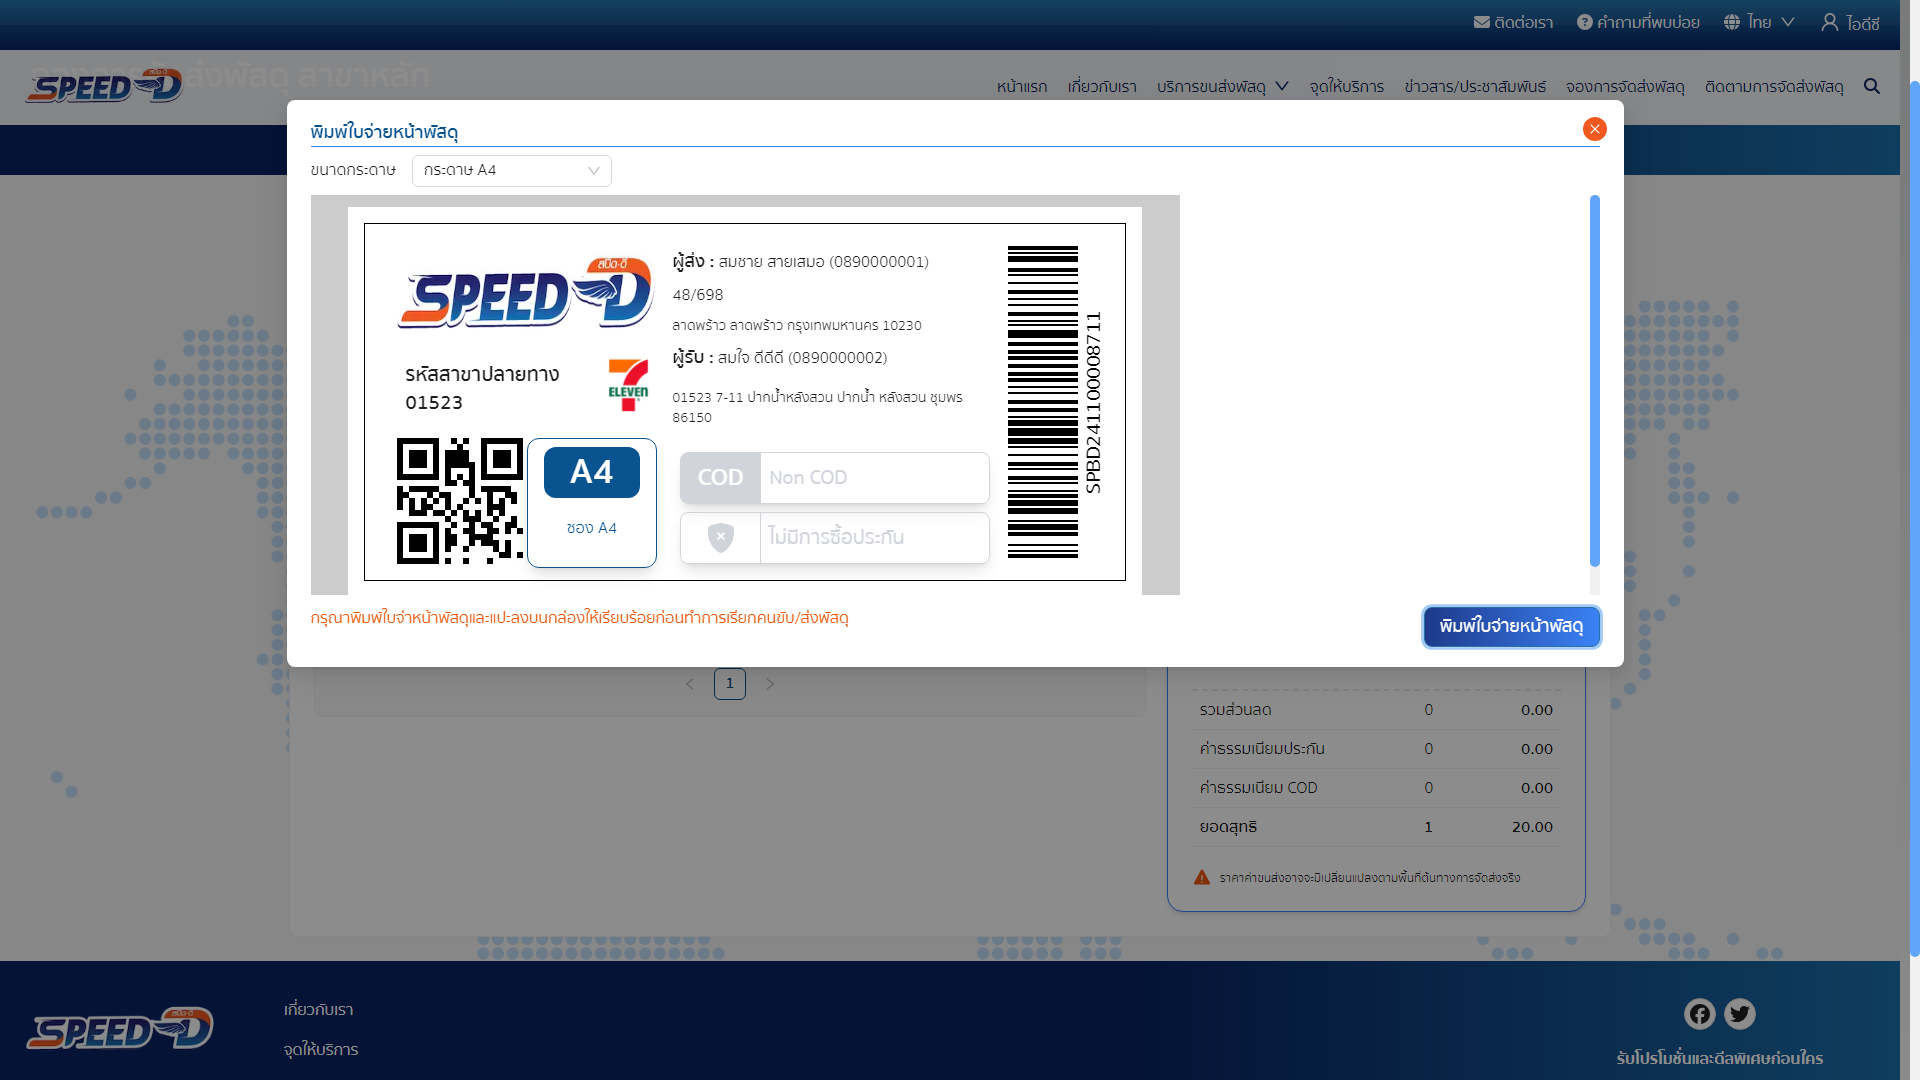 ติดต่อเรา
คำถามที่พบบ่อย
ไทย
ไอดีซี
SPEED-D สปีด-ดี
ส่งพัสดุ สาขาหลัก
หน้าแรก
เกี่ยวกับเรา
บริการขนส่งพัสดุ
จุดให้บริการ
ข่าวสาร/ประชาสัมพันธ์
จองการจัดส่งพัสดุ
ติดตามการจัดส่งพัสดุ
พิมพ์ใบจ่ายหน้าพัสดุ
ขนาดกระดาษ
กระดาษ A4
สปีด-ดี
SPEED-D
รหัสสาขาปลายทาง
01523
7
ELEVEN
A4
ซอง A4
ผู้ส่ง : สมชาย สายเสมอ (0890000001)
48/698
ลาดพร้าว ลาดพร้าว กรุงเทพมหานคร 10230
ผู้รับ : สมใจ ดีดีดี (0890000002)
01523 7-11 ปากน้ำหลังสวน ปากน้ำ หลังสวน ชุมพร
86150
COD Non COD
ไม่มีการซื้อประกัน
SPBD241100008711
กรุณาพิมพ์ใบจ่าหน้าพัสดุและแปะลงบนกล่องให้เรียบร้อยก่อนทำการเรียกคนขับ/ส่งพัสดุ
พิมพ์ใบจ่ายหน้าพัสดุ
1
รวมส่วนลด 0 0.00
ค่าธรรมเนียมประกัน 0 0.00
ค่าธรรมเนียม COD 0 0.00
ยอดสุทธิ 1 20.00
ราคาค่าขนส่งอาจจะมีเปลี่ยนแปลงตามพื้นที่ต้นทางการจัดส่งจริง
SPEED-D สปีด-ดี
เกี่ยวกับเรา
จุดให้บริการ
รับโปรโมชั่นและดีลพิเศษก่อนใคร